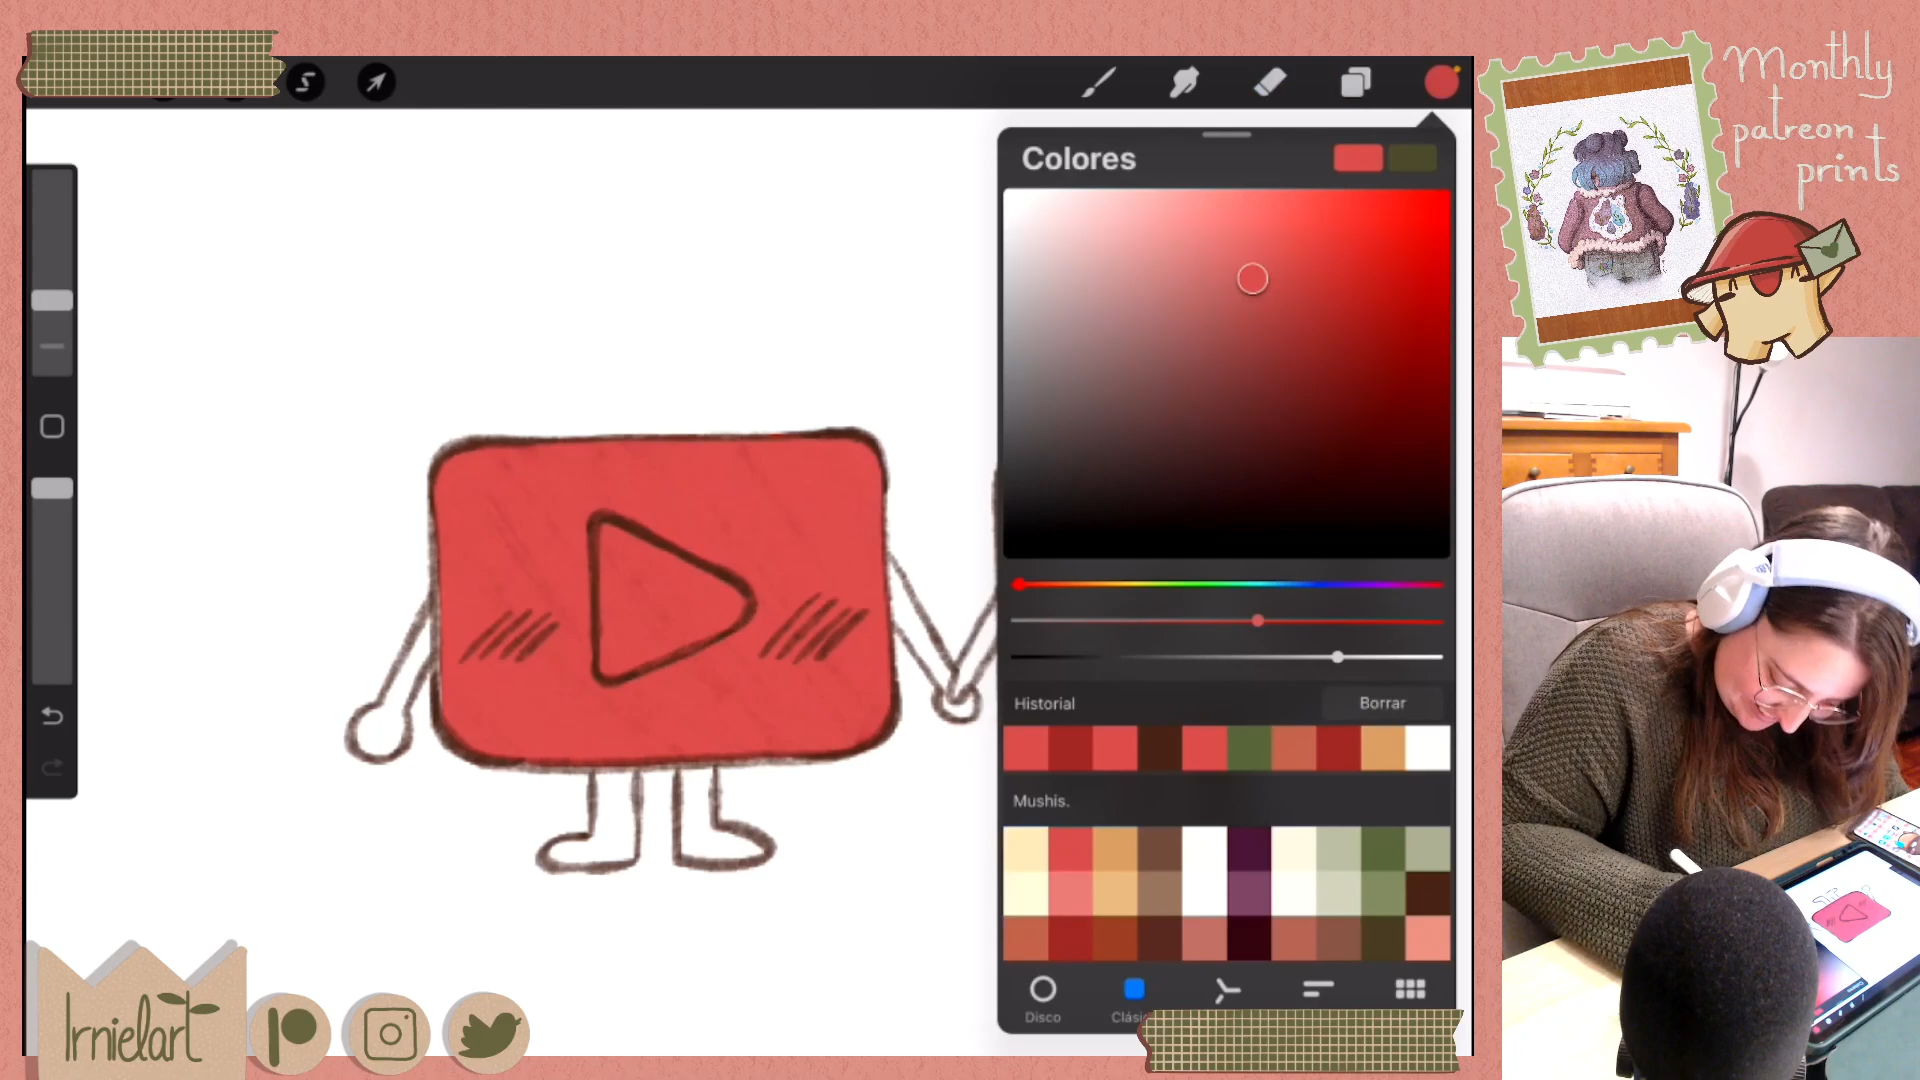 Monthly
patreon
prints
Colores
Historial
Borrar
Mushis.
Disco
Irnielart